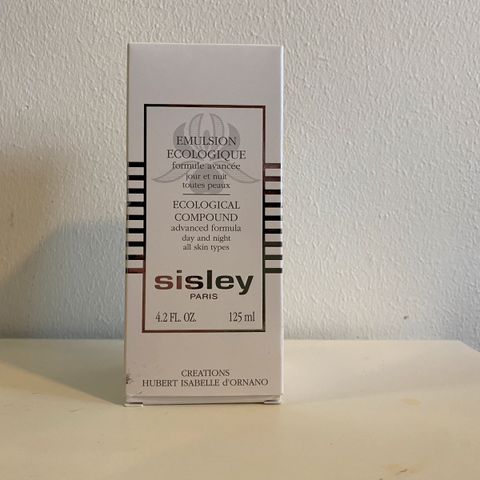 EMULSION
ECOLOGIQUE
formule avancée
jour et nuit
toutes peaux
ECOLOGICAL
COMPOUND
advanced formula
day and night
all skin types
sisley
PARIS
4.2 FL. OZ. 125 ml
CREATIONS
HUBERT ISABELLE d'ORNANO